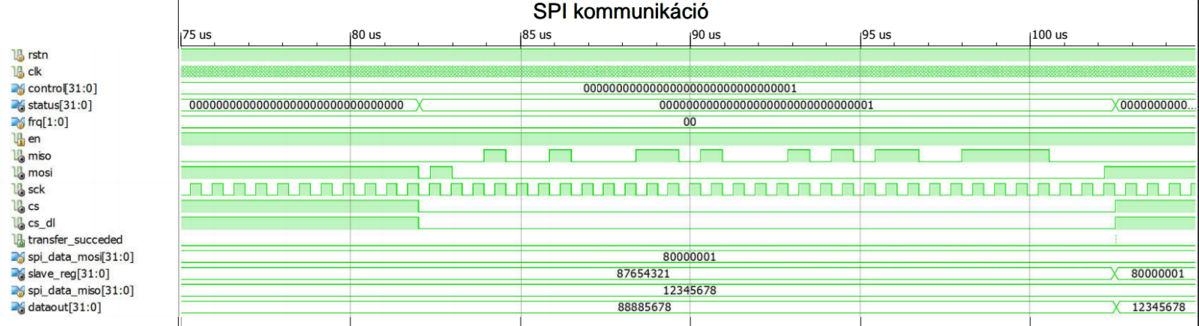 SPI kommunikáció
75 us 80 us 85 us 90 us 95 us 100 us
rstn
clk
control[31:0] 00000000000000000000000000000001
status[31:0] 00000000000000000000000000000000 00000000000000000000000000000001 0000000000...
frq[1:0] 00
en
miso
mosi
sck
cs
cs_dl
transfer_succeded
spi_data_mosi[31:0] 80000001
slave_reg[31:0] 87654321 80000001
spi_data_miso[31:0] 12345678
dataout[31:0] 88885678 12345678